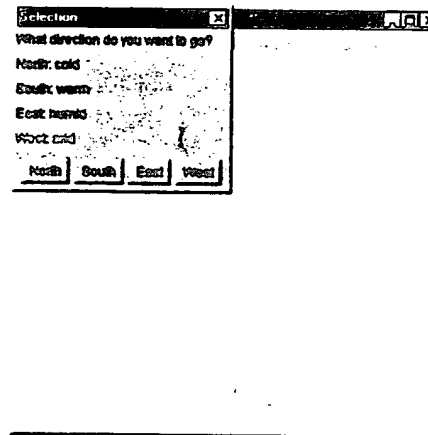 Selection
What direction do you want to go?
North: cold
South: warm
East: humid
West: arid
North South East West